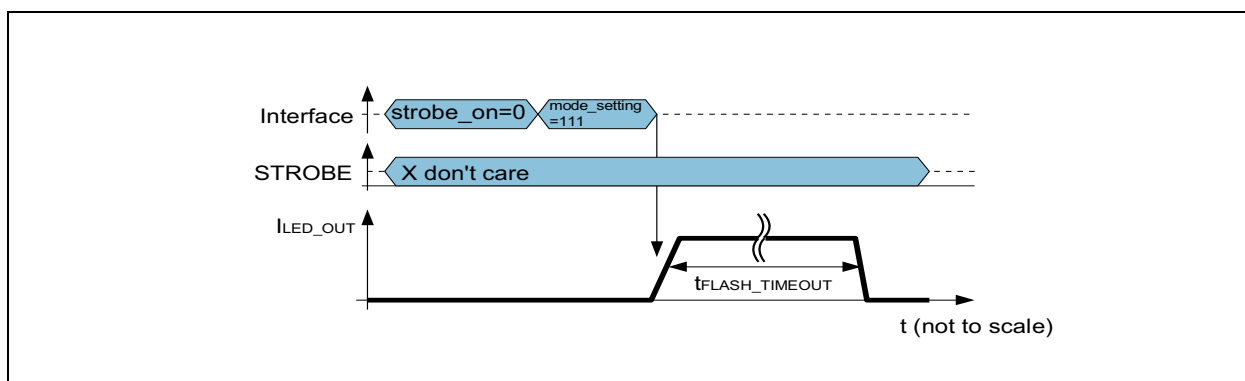 Interface
strobe_on=0
mode_setting
=111
STROBE
X don't care
ILED_OUT
tFLASH_TIMEOUT
t (not to scale)